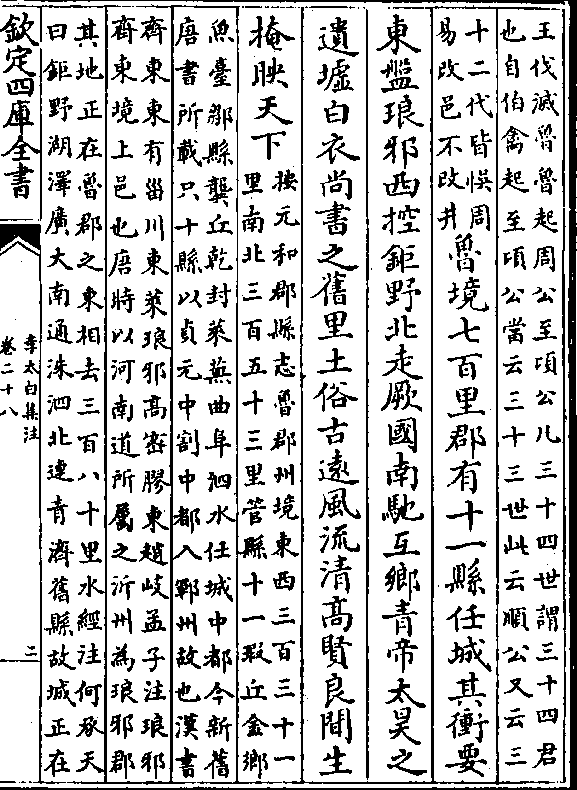 王伐滅魯魯起周公至頃公凡三十四世謂三十四君
也自伯禽起至頃公當云三十三世此云順公又云三
十二代皆悞周
易改邑不改井
魯境七百里郡有十一縣任城其衝要
東盤琅邪西控鉅野北走厥國南馳互鄉青帝太昊之
遺墟白衣尚書之舊里土俗古遠風流清高賢良間生
掩映天下
按元和郡縣志魯郡州境東西三百三十一
里南北三百五十三里管縣十一瑕丘金鄉
魚臺鄒縣龔丘乾封萊蕪曲阜泗水任城中都今新舊
唐書所載只十縣以貞元中割中都入鄆州故也漢書
齊東東有甾川東萊琅邪高密膠東趙岐孟子注琅邪
齊東境上邑也唐時以河南道所屬之沂州為琅邪郡
其地正在魯郡之東相去三百八十里水經注何承天
曰鉅野湖澤廣大南通洙泗北連青濟舊縣故城正在
欽定四庫全書
李太白集注
卷二十八
二